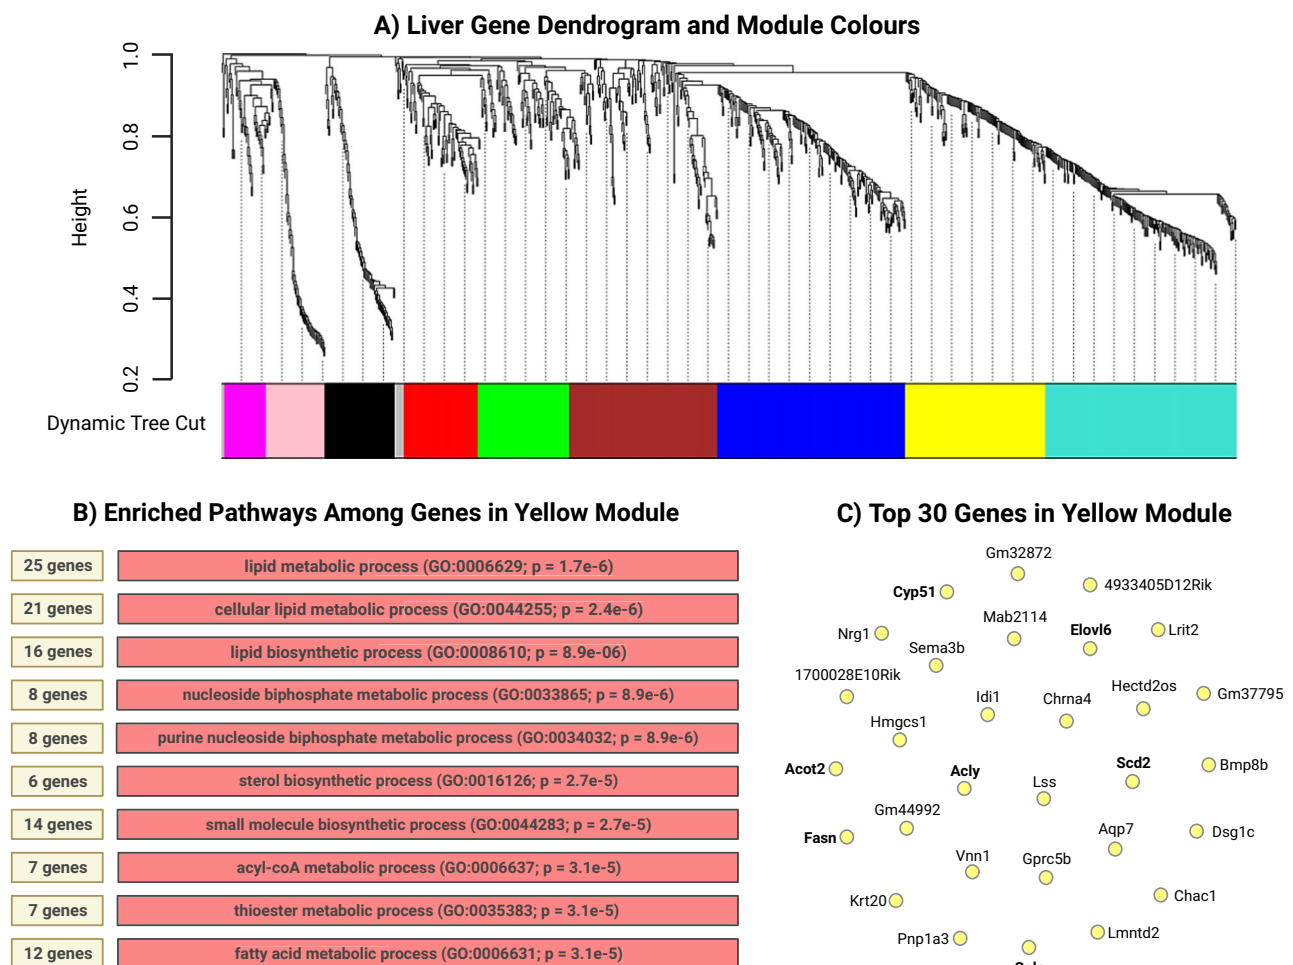 A) Liver Gene Dendrogram and Module Colours
Height
1.0
0.8
0.6
0.4
0.2
Dynamic Tree Cut
B) Enriched Pathways Among Genes in Yellow Module
25 genes lipid metabolic process (GO:0006629; p = 1.7e-6)
21 genes cellular lipid metabolic process (GO:0044255; p = 2.4e-6)
16 genes lipid biosynthetic process (GO:0008610; p = 8.9e-06)
8 genes nucleoside biphosphate metabolic process (GO:0033865; p = 8.9e-6)
8 genes purine nucleoside biphosphate metabolic process (GO:0034032; p = 8.9e-6)
6 genes sterol biosynthetic process (GO:0016126; p = 2.7e-5)
14 genes small molecule biosynthetic process (GO:0044283; p = 2.7e-5)
7 genes acyl-coA metabolic process (GO:0006637; p = 3.1e-5)
7 genes thioester metabolic process (GO:0035383; p = 3.1e-5)
12 genes fatty acid metabolic process (GO:0006631; p = 3.1e-5)
C) Top 30 Genes in Yellow Module
Gm32872
Cyp51
4933405D12Rik
Mab2114
Nrg1
Elovl6
Lrit2
Sema3b
1700028E10Rik
Idi1
Chrna4
Hectd2os
Gm37795
Hmgcs1
Acot2
Acly
Lss
Scd2
Bmp8b
Gm44992
Fasn
Aqp7
Dsg1c
Vnn1
Gprc5b
Krt20
Chac1
Pnp1a3
Lmntd2